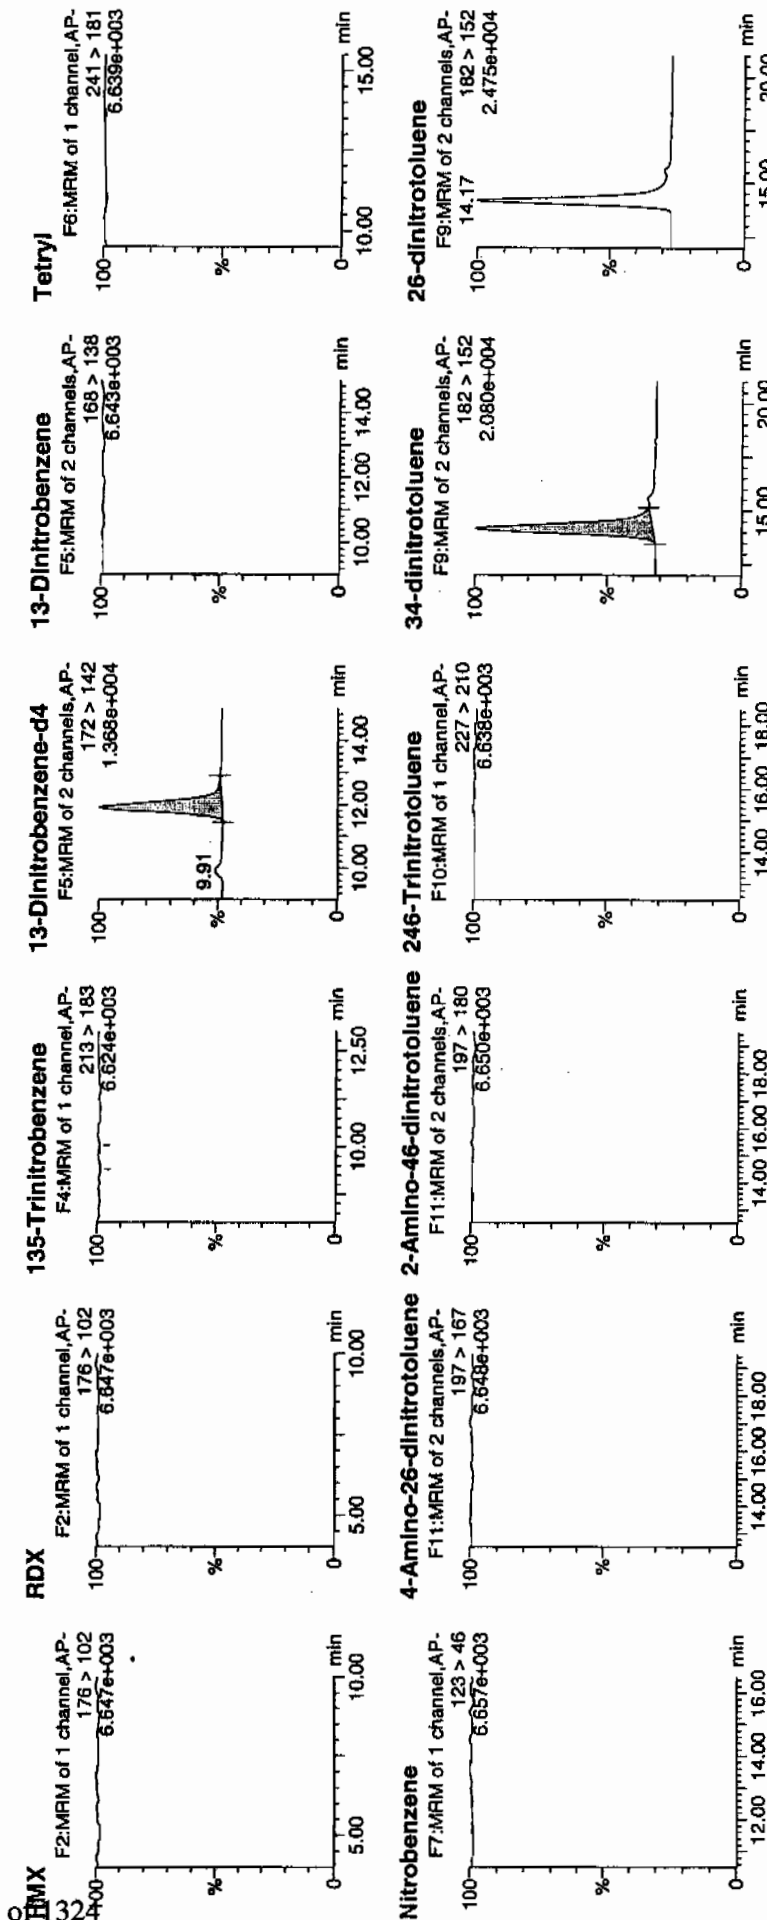 HMX
F2:MRM of 1 channel,AP-
176 > 102
6.647e+003
100
%
0
5.00 10.00 min
RDX
F2:MRM of 1 channel,AP-
176 > 102
6.647e+003
100
%
0
5.00 10.00 min
135-Trinitrobenzene
F4:MRM of 1 channel,AP-
213 > 183
6.624e+003
100
%
0
10.00 12.50 min
13-Dinitrobenzene-d4
F5:MRM of 2 channels,AP-
172 > 142
1.368e+004
100
9.91
%
0
10.00 12.00 14.00 min
13-Dinitrobenzene
F5:MRM of 2 channels,AP-
168 > 138
6.643e+003
100
%
0
10.00 12.00 14.00 min
Tetryl
F6:MRM of 1 channel,AP-
241 > 181
6.639e+003
100
%
0
10.00 15.00 min
Nitrobenzene
F7:MRM of 1 channel,AP-
123 > 46
6.657e+003
100
%
0
12.00 14.00 16.00 min
4-Amino-26-dinitrotoluene
F11:MRM of 2 channels,AP-
197 > 167
6.648e+003
100
%
0
14.00 16.00 18.00 min
2-Amino-46-dinitrotoluene
F11:MRM of 2 channels,AP-
197 > 180
6.650e+003
100
%
0
14.00 16.00 18.00 min
246-Trinitrotoluene
F10:MRM of 1 channel,AP-
227 > 210
6.638e+003
100
%
0
14.00 16.00 18.00 min
34-dinitrotoluene
F9:MRM of 2 channels,AP-
182 > 152
2.080e+004
100
%
0
15.00 20.00 min
26-dinitrotoluene
F9:MRM of 2 channels,AP-
14.17 182 > 152
2.475e+004
100
%
0
15.00 20.00 min
of 1324